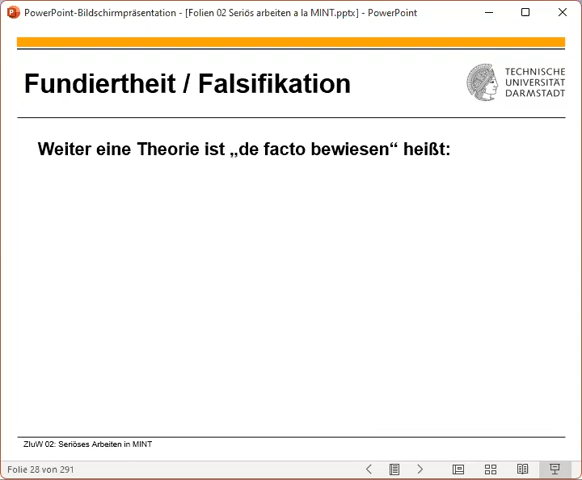 PowerPoint-Bildschirmpräsentation - [Folien 02 Seriös arbeiten a la MINT.pptx] - PowerPoint
Fundiertheit / Falsifikation
TECHNISCHE
UNIVERSITÄT
DARMSTADT
Weiter eine Theorie ist „de facto bewiesen“ heißt:
ZIuW 02: Seriöses Arbeiten in MINT
Folie 28 von 291